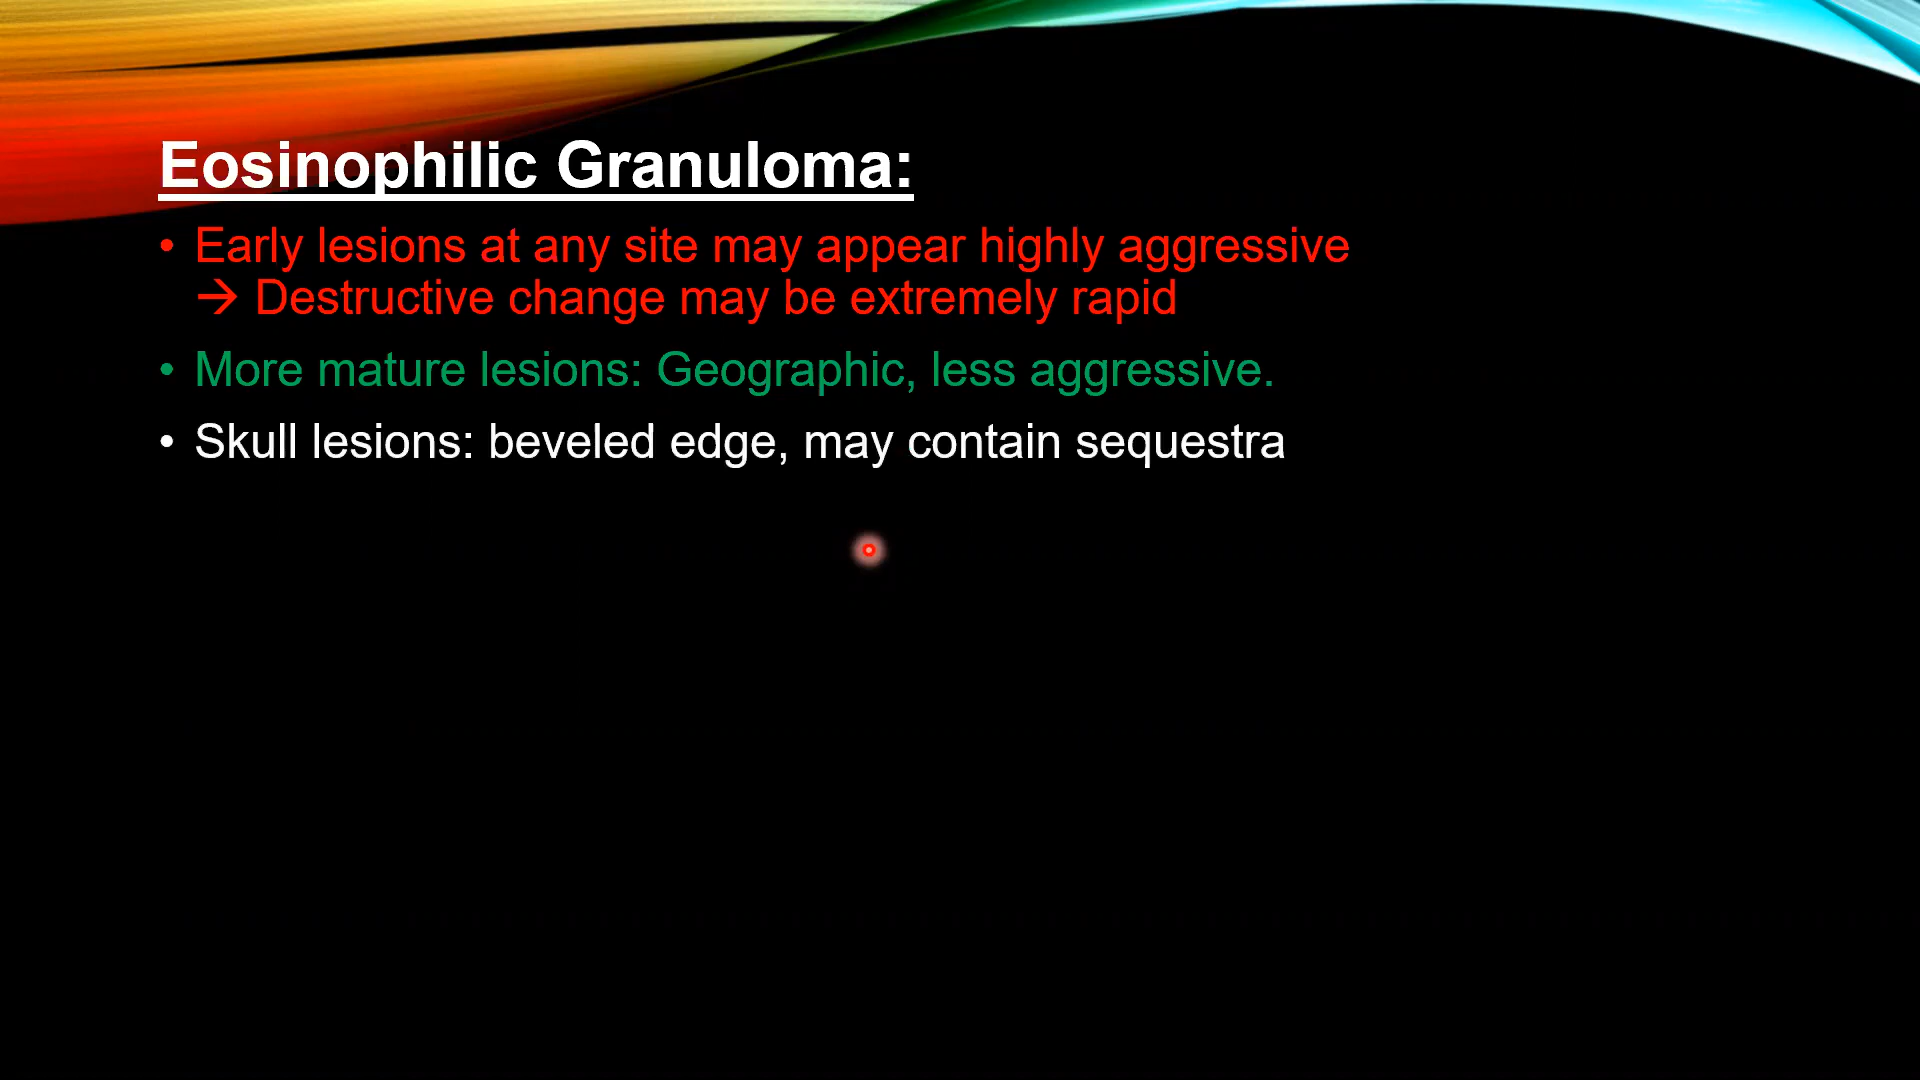 Eosinophilic Granuloma:
• Early lesions at any site may appear highly aggressive
→ Destructive change may be extremely rapid
• More mature lesions: Geographic, less aggressive.
• Skull lesions: beveled edge, may contain sequestra